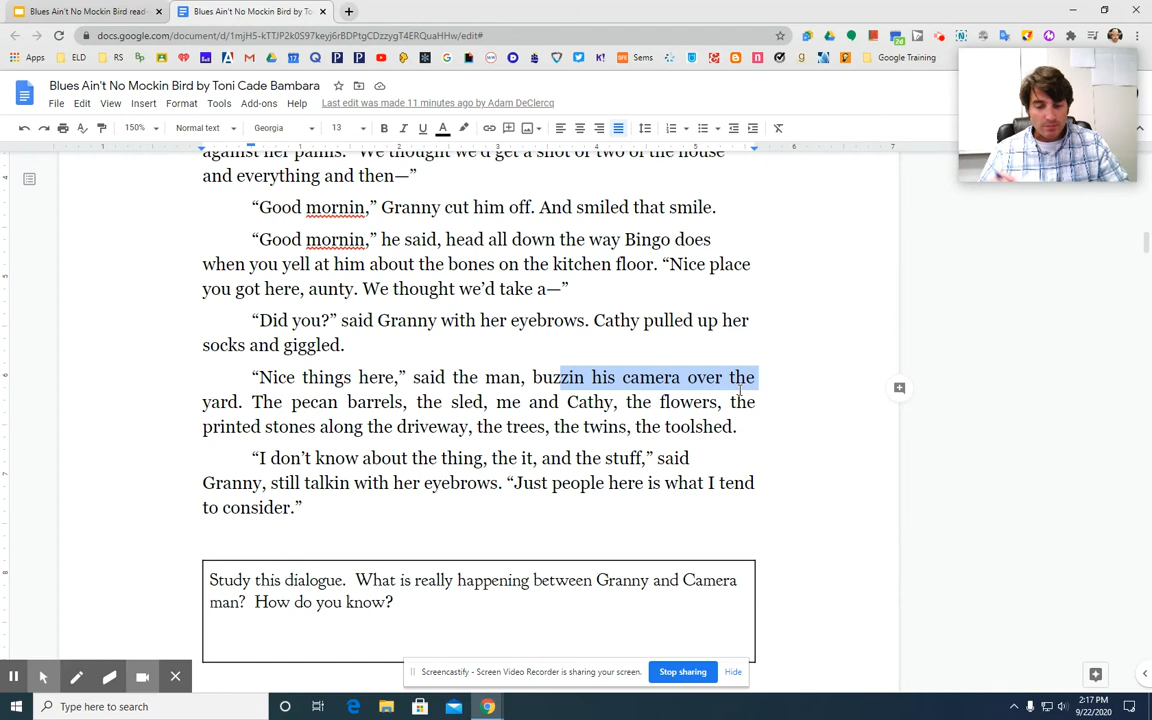 Blues Ain't No Mockin Bird read-
Blues Ain't No Mockin Bird by To
docs.google.com/document/d/1mjH5-kTTJP2k0S97keyj6rBDPtgCDzzygT4ERQUaHHw/edit#
Apps
ELD
RS
Sems
Google Training
Blues Ain't No Mockin Bird by Toni Cade Bambara
File Edit View Insert Format Tools Add-ons Help Last edit was made 11 minutes ago by Adam DeClercq
150% Normal text Georgia 13
against her palms. “We thought we'd get a shot or two of the house
and everything and then—”
“Good mornin,” Granny cut him off. And smiled that smile.
“Good mornin,” he said, head all down the way Bingo does
when you yell at him about the bones on the kitchen floor. “Nice place
you got here, aunty. We thought we’d take a—”
“Did you?” said Granny with her eyebrows. Cathy pulled up her
socks and giggled.
“Nice things here,” said the man, buzzin his camera over the
yard. The pecan barrels, the sled, me and Cathy, the flowers, the
printed stones along the driveway, the trees, the twins, the toolshed.
“I don’t know about the thing, the it, and the stuff,” said
Granny, still talkin with her eyebrows. “Just people here is what I tend
to consider.”
Study this dialogue. What is really happening between Granny and Camera
man? How do you know?
Screencastify - Screen Video Recorder is sharing your screen.
Stop sharing
Hide
Type here to search
2:17 PM
9/22/2020